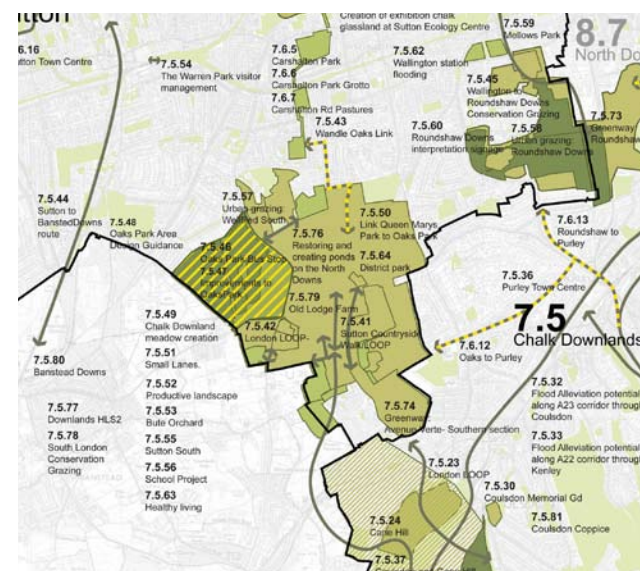 tton
6.16
tton Town Centre
7.5.54
The Warren Park visitor
management
7.6.5
Carshalton Park
7.6.6
Carshalton Park Grotto
7.6.7
Carshalton Rd Pastures
Creation of exhibition chalk
glassland at Sutton Ecology Centre
7.5.62
Wallington station
flooding
7.5.59
Mellows Park
8.7
North Do
7.5.45
Wallington to
Roundshaw Downs
Conservation Grazing
7.5.43
Wandle Oaks Link
7.5.60
Roundshaw Downs
interpretation signage
7.5.58
Urban grazing:
Roundshaw Downs
7.5.73
Greenway
Roundshaw
7.5.44
Sutton to
BanstedDowns
route
7.5.48
Oaks Park Area
Design Guidance
7.5.57
Urban grazing:
Wellfied South
7.5.46
Oaks Park Bus Stop
7.5.47
Improvements to
Oaks Park
7.5.76
Restoring and
creating ponds
on the North
Downs
7.5.50
Link Queen Marys
Park to Oaks Park
7.5.64
District park
6.6.13
Roundshaw to
Purley
7.5.36
Purley Town Centre
7.5
Chalk Downlands
7.5.79
Old Lodge Farm
7.5.49
Chalk Downland
meadow creation
7.5.42
London LOOP-
7.5.41
Sutton Countryside
Walk/LOOP
7.6.12
Oaks to Purley
7.5.51
Small Lanes.
7.5.80
Banstead Downs
7.5.52
Productive landscape
7.5.53
Bute Orchard
7.5.77
Downlands HLS2
7.5.78
South London
Conservation
Grazing
7.5.55
Sutton South
7.5.56
School Project
7.5.63
Healthy living
7.5.74
Greenway:
Avenue Verte- Southern section
7.5.32
Flood Alleviation potential
along A23 corridor through
Coulsdon
7.5.33
Flood Alleviation potential
along A22 corridor through
Kenley
7.5.23
London LOOP
7.5.30
Coulsdon Memorial Gd
7.5.24
Cane Hill
7.5.81
Coulsdon Coppice
7.5.37